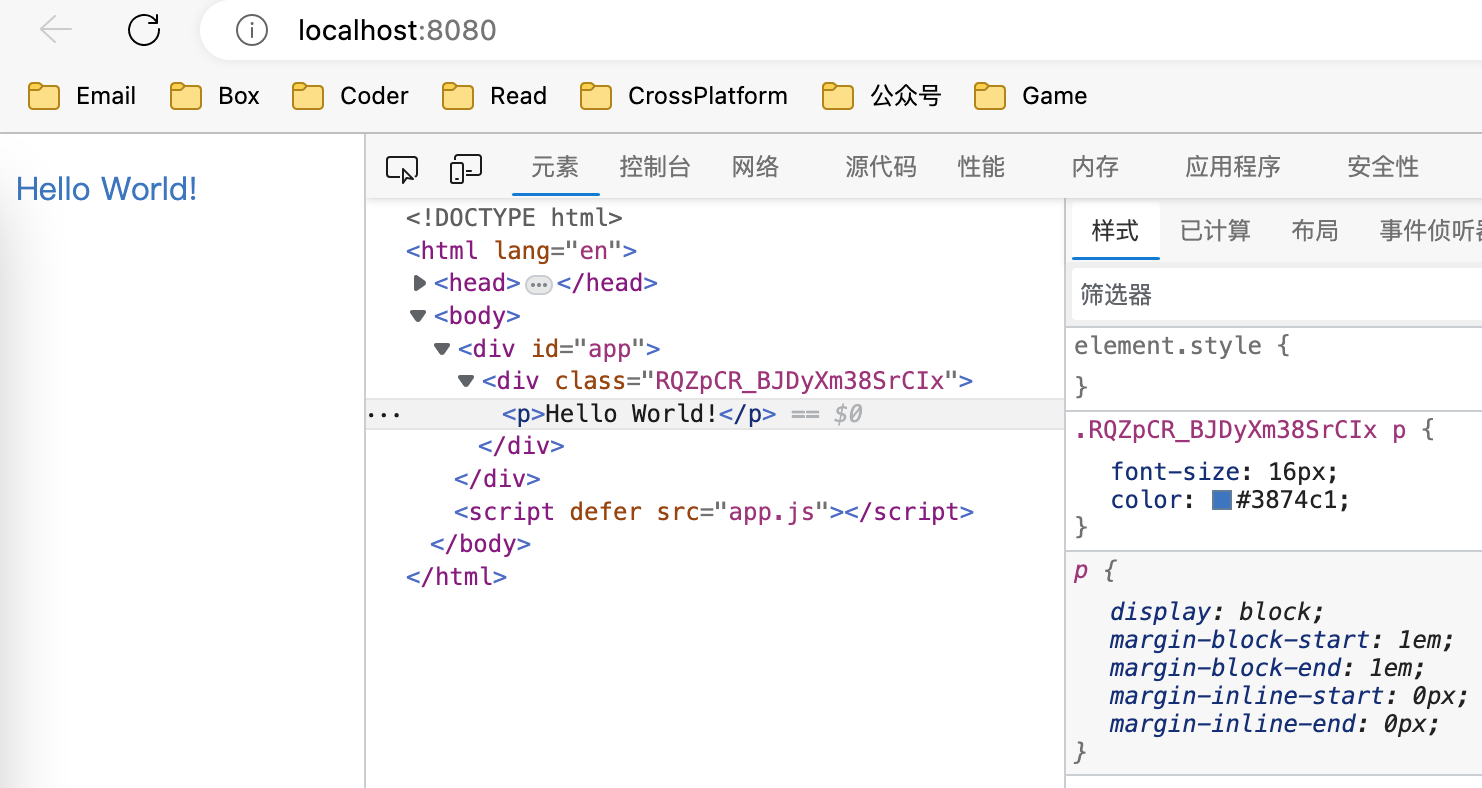 localhost:8080
Email Box Coder Read CrossPlatform 公众号 Game
Hello World!
元素 控制台 网络 源代码 性能 内存 应用程序 安全性
<!DOCTYPE html>
<html lang="en">
<head>…</head>
<body>
<div id="app">
<div class="RQZpCR_BJDyXm38SrCIx">
<p>Hello World!</p> == $0
</div>
</div>
<script defer src="app.js"></script>
</body>
</html>
样式 已计算 布局 事件侦听
筛选器
element.style {
}
.RQZpCR_BJDyXm38SrCIx p {
font-size: 16px;
color: #3874c1;
}
p {
display: block;
margin-block-start: 1em;
margin-block-end: 1em;
margin-inline-start: 0px;
margin-inline-end: 0px;
}